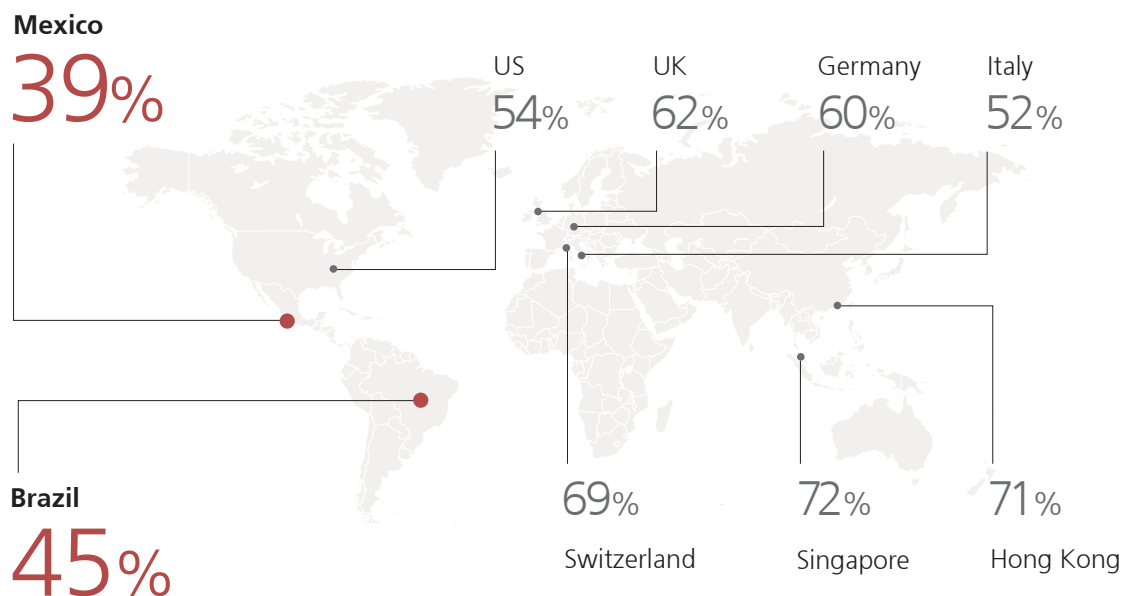 Mexico
39%
US
54%
UK
62%
Germany
60%
Italy
52%
Brazil
45%
69%
Switzerland
72%
Singapore
71%
Hong Kong